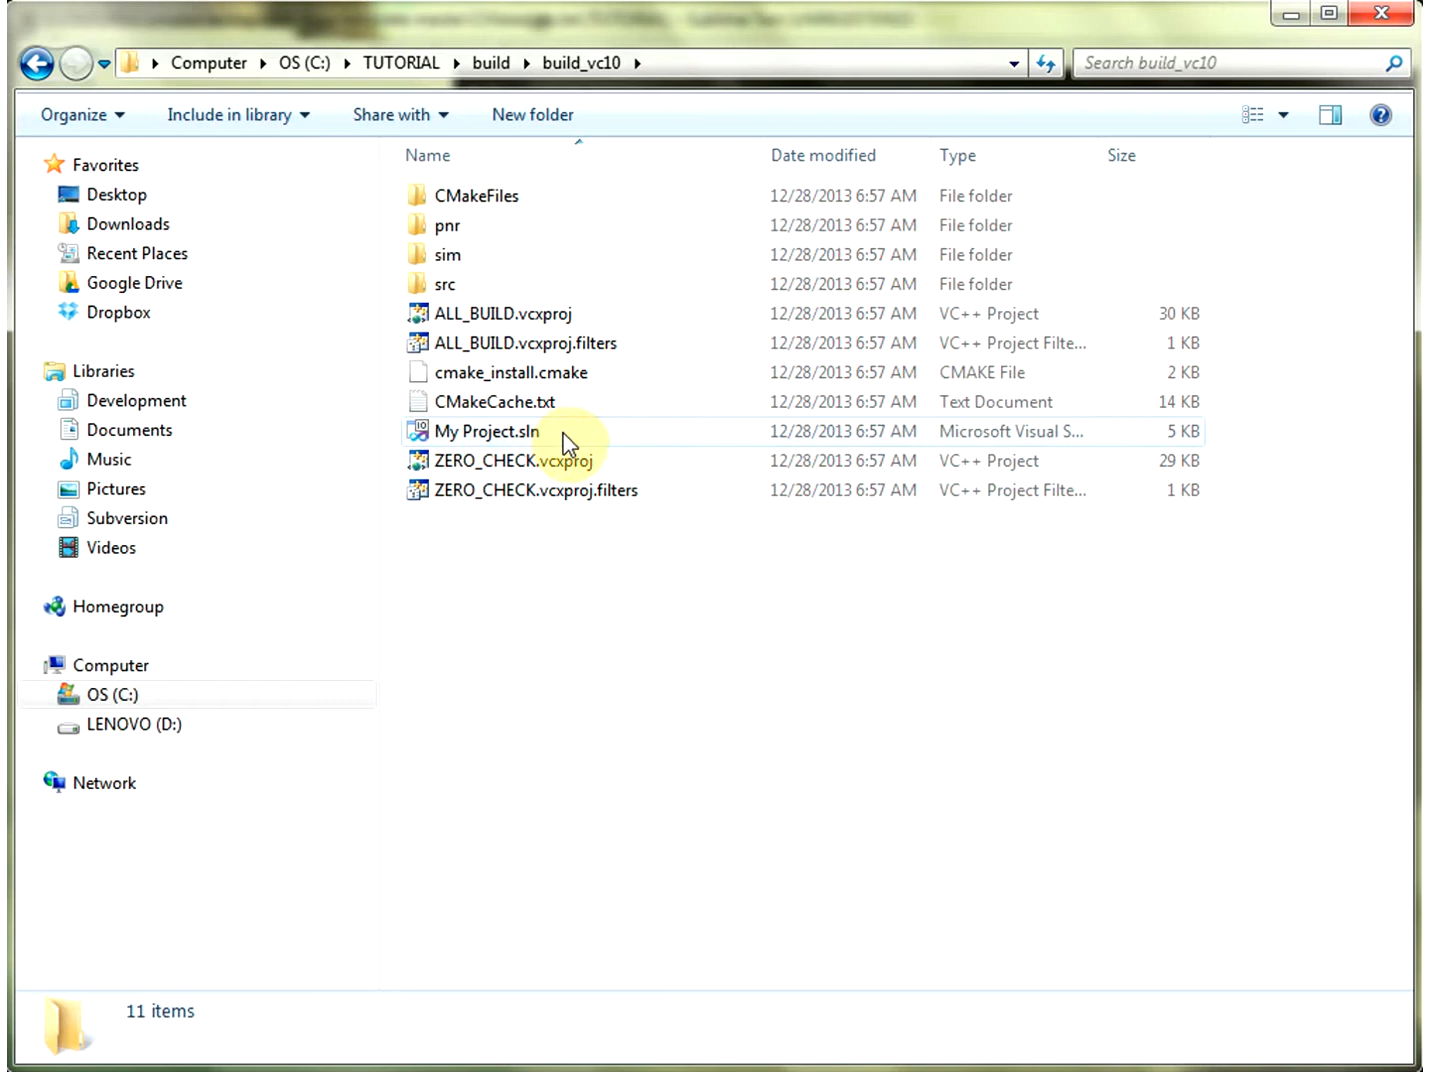 Computer OS (C:) TUTORIAL build build_vc10 Search build_vc10
Organize Include in library Share with New folder
Name Date modified Type Size
Favorites
Desktop
Downloads
Recent Places
Google Drive
Dropbox
Libraries
Development
Documents
Music
Pictures
Subversion
Videos
Homegroup
Computer
OS (C:)
LENOVO (D:)
Network
CMakeFiles 12/28/2013 6:57 AM File folder
pnr 12/28/2013 6:57 AM File folder
sim 12/28/2013 6:57 AM File folder
src 12/28/2013 6:57 AM File folder
ALL_BUILD.vcxproj 12/28/2013 6:57 AM VC++ Project 30 KB
ALL_BUILD.vcxproj.filters 12/28/2013 6:57 AM VC++ Project Filte... 1 KB
cmake_install.cmake 12/28/2013 6:57 AM CMAKE File 2 KB
CMakeCache.txt 12/28/2013 6:57 AM Text Document 14 KB
My Project.sln 12/28/2013 6:57 AM Microsoft Visual S... 5 KB
ZERO_CHECK.vcxproj 12/28/2013 6:57 AM VC++ Project 29 KB
ZERO_CHECK.vcxproj.filters 12/28/2013 6:57 AM VC++ Project Filte... 1 KB
11 items